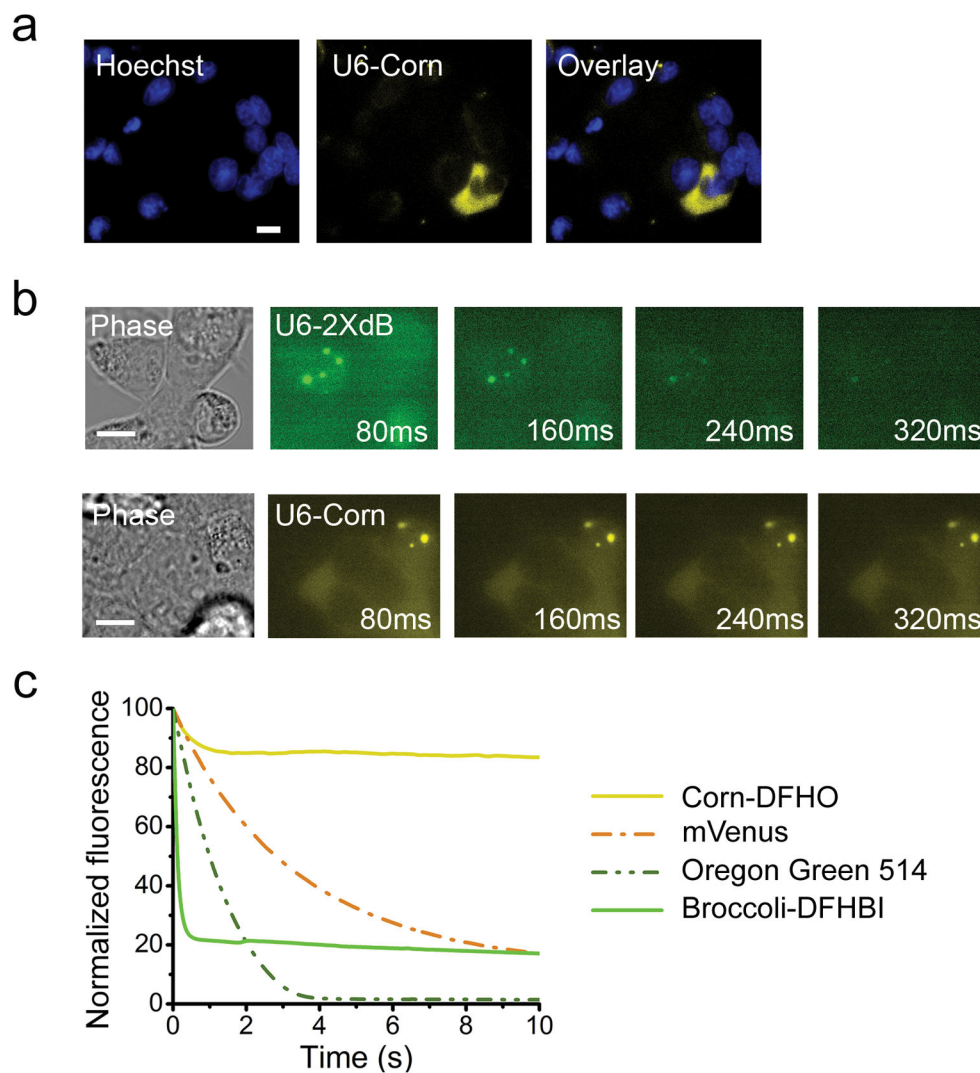 a
Hoechst
U6-Corn
Overlay
b
Phase
U6-2XdB
80ms
160ms
240ms
320ms
Phase
U6-Corn
80ms
160ms
240ms
320ms
c
Normalized fluorescence
100
80
60
40
20
0
0 2 4 6 8 10
Time (s)
Corn-DFHO
mVenus
Oregon Green 514
Broccoli-DFHBI